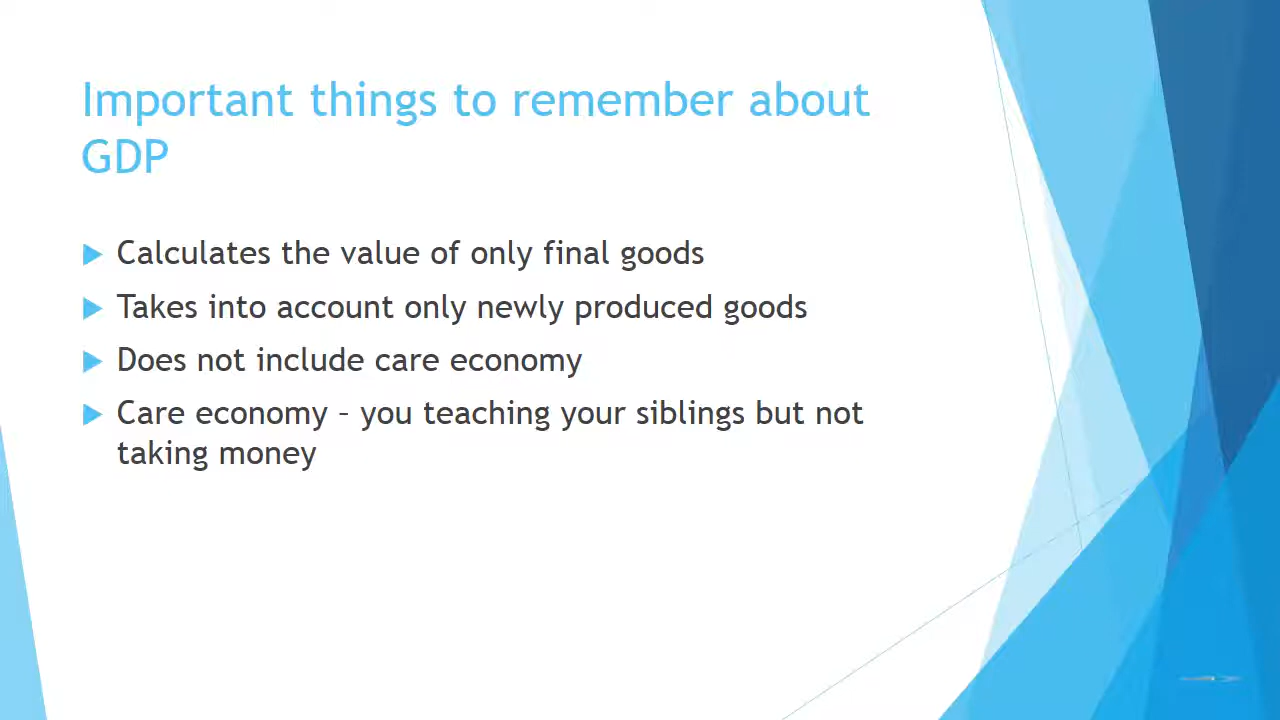 Important things to remember about
GDP
Calculates the value of only final goods
Takes into account only newly produced goods
Does not include care economy
Care economy – you teaching your siblings but not
taking money